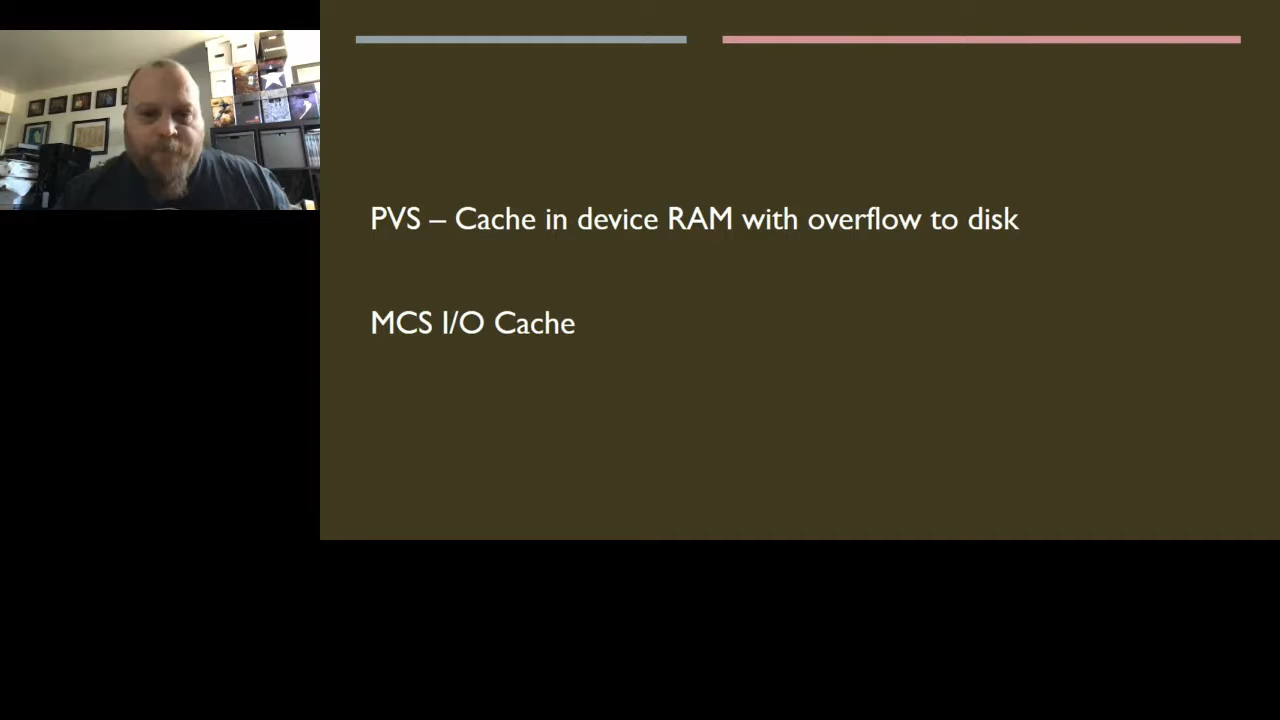 PVS – Cache in device RAM with overflow to disk
MCS I/O Cache